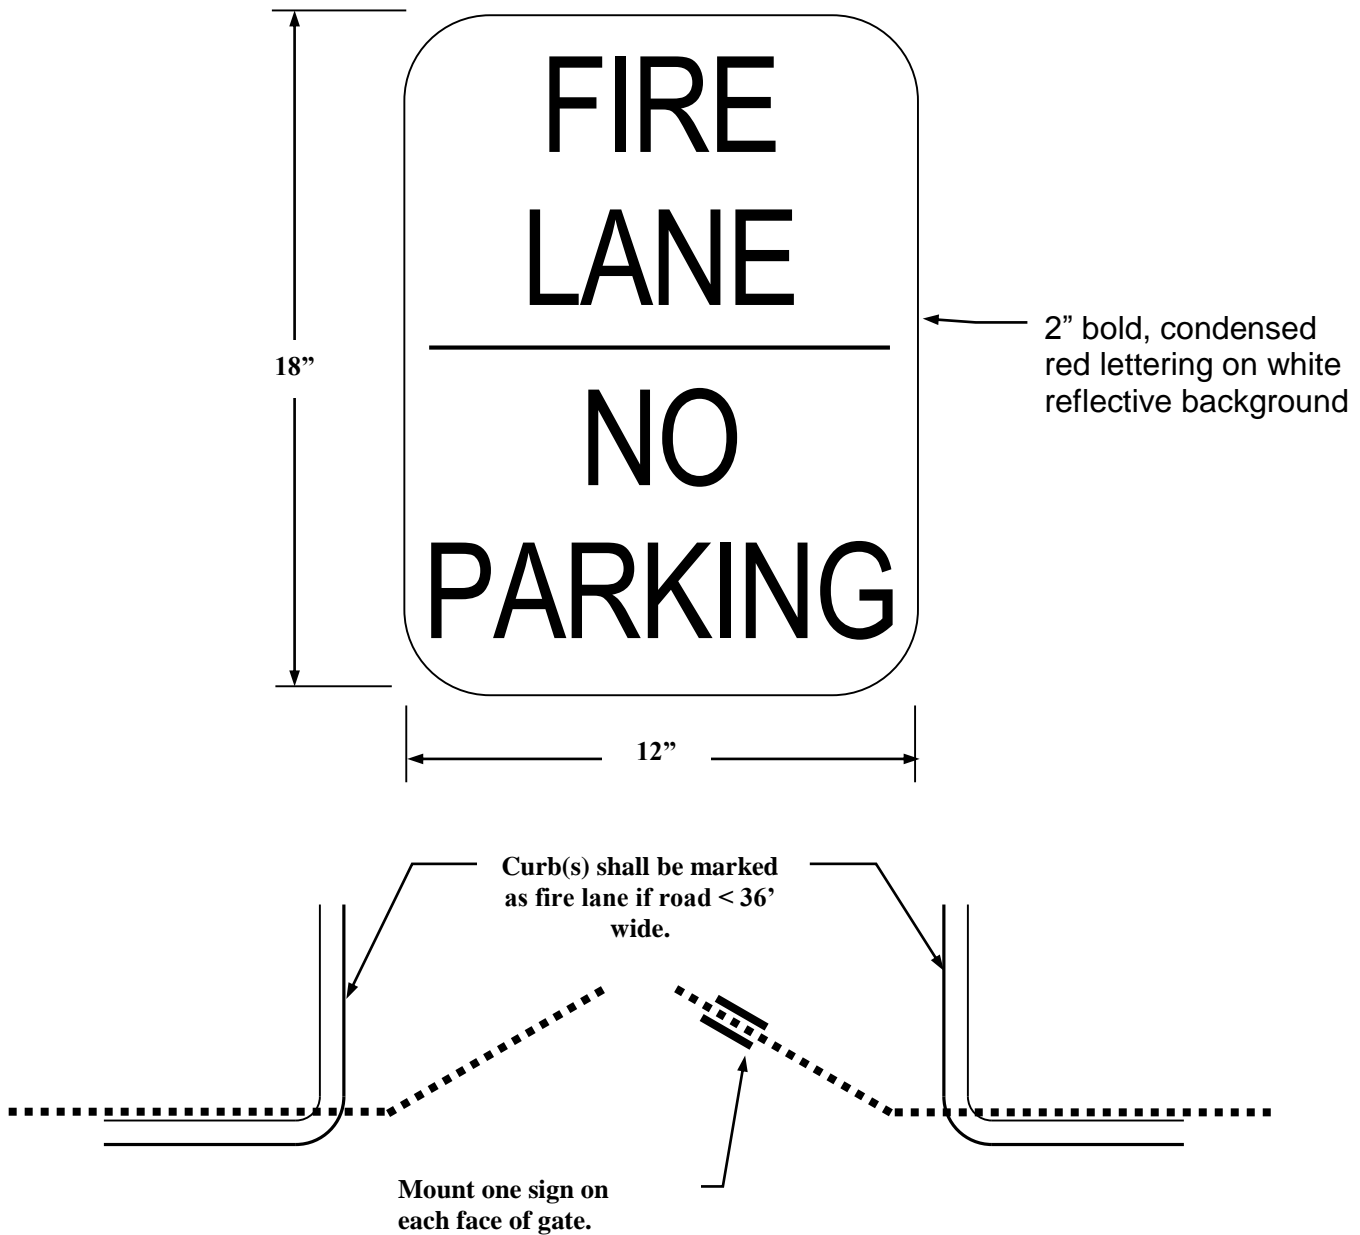 FIRE
LANE
NO
PARKING
18”
2” bold, condensed
red lettering on white
reflective background
12”
Curb(s) shall be marked
as fire lane if road < 36’
wide.
Mount one sign on
each face of gate.